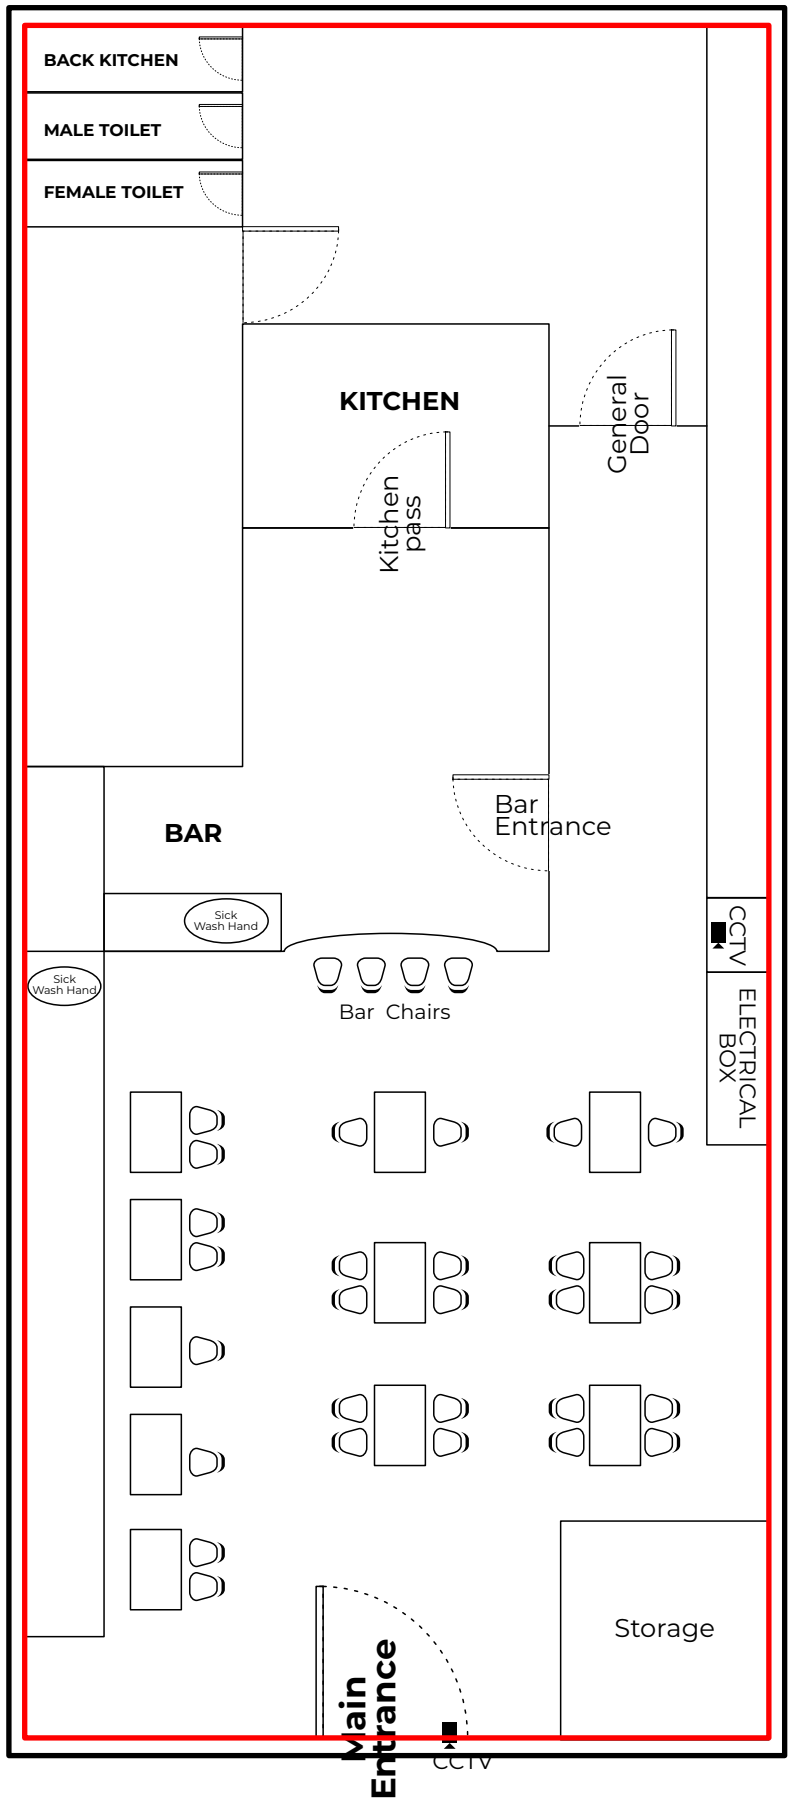 BACK KITCHEN
MALE TOILET
FEMALE TOILET
KITCHEN
General
Door
Kitchen
pass
Bar
Entrance
BAR
Sick
Wash Hand
CCTV
Sick
Wash Hand
Bar Chairs
ELECTRICAL
BOX
Storage
Main
Entrance
CCTV